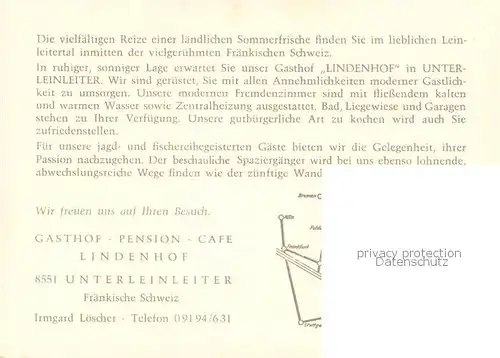 Die vielfältigen Reize einer ländlichen Sommerfrische finden Sie im lieblichen Lein-
leitertal inmitten der vielgerühmten Fränkischen Schweiz.
In ruhiger, sonniger Lage erwartet Sie unser Gasthof „LINDENHOF“ in UNTER-
LEINLEITER. Wir sind gerüstet, Sie mit allen Annehmlichkeiten moderner Gastlich-
keit zu umsorgen. Unsere modernen Fremdenzimmer sind mit fließendem kalten
und warmen Wasser sowie Zentralheizung ausgestattet. Bad, Liegewiese und Garagen
stehen zu Ihrer Verfügung. Unsere gutbürgerliche Art zu kochen wird auch Sie
zufriedenstellen.
Für unsere jagd- und fischereibegeisterten Gäste bieten wir die Gelegenheit, ihrer
Passion nachzugehen. Der beschauliche Spaziergänger wird bei uns ebenso lohnende,
abwechslungsreiche Wege finden wie der zünftige Wand
Wir freuen uns auf Ihren Besuch.
GASTHOF - PENSION - CAFE
LINDENHOF
8551 UNTERLEINLEITER
Fränkische Schweiz
Irmgard Löscher - Telefon 09194/631
Bremen
Köln
Frankfurt
privacy protection
Datenschutz